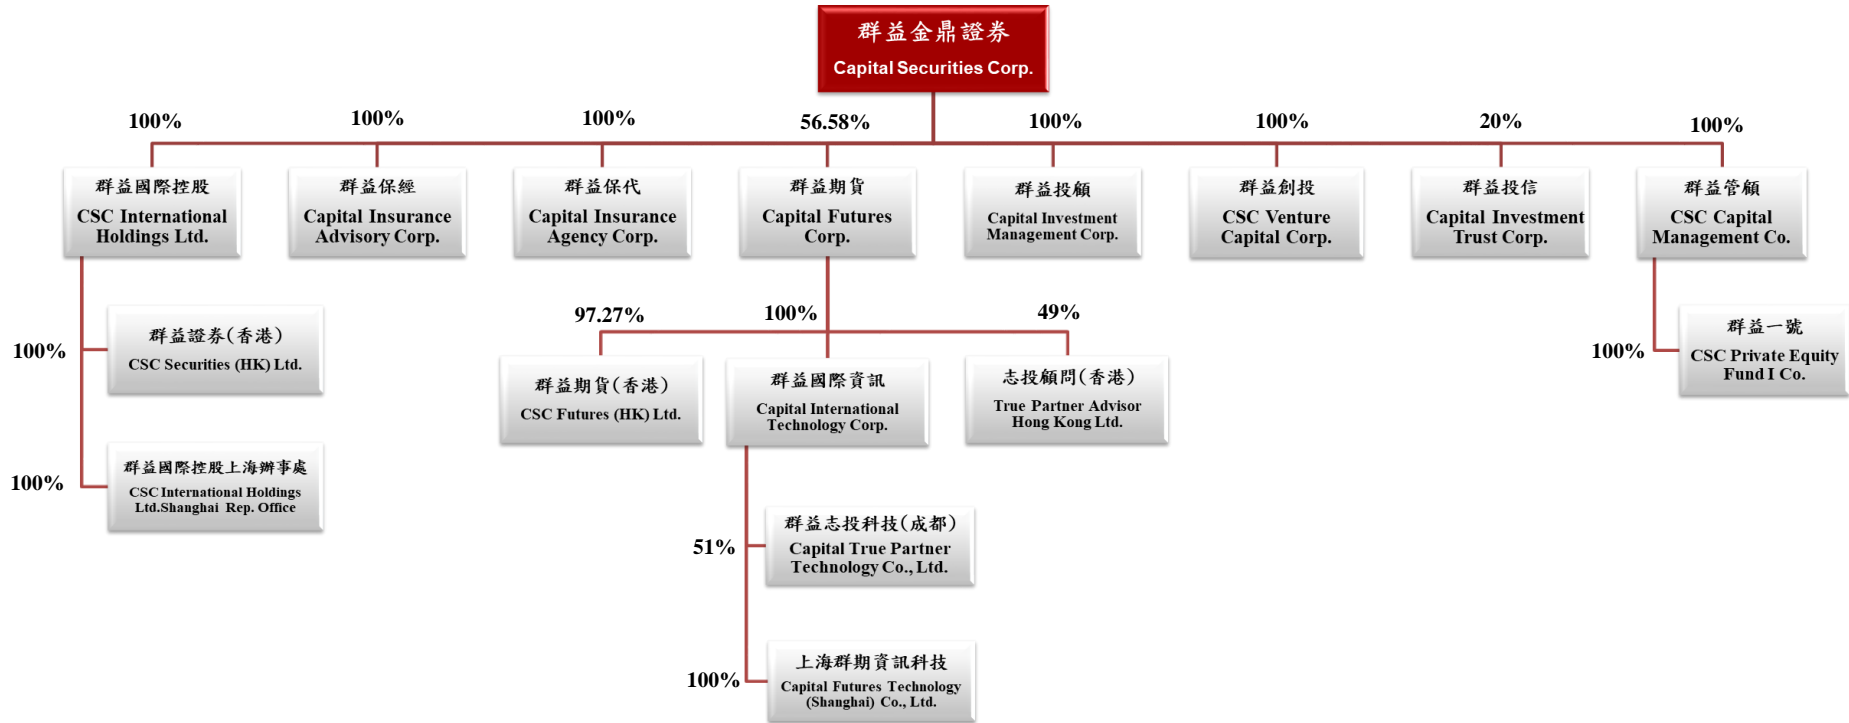 群益金鼎證券
Capital Securities Corp.
100%
100%
100%
56.58%
100%
100%
20%
100%
群益國際控股
CSC International
Holdings Ltd.
群益保經
Capital Insurance
Advisory Corp.
群益保代
Capital Insurance
Agency Corp.
群益期貨
Capital Futures
Corp.
群益投顧
Capital Investment
Management Corp.
群益創投
CSC Venture
Capital Corp.
群益投信
Capital Investment
Trust Corp.
群益管顧
CSC Capital
Management Co.
100%
群益證券(香港)
CSC Securities (HK) Ltd.
100%
群益國際控股上海辦事處
CSC International Holdings
Ltd.Shanghai Rep. Office
97.27%
100%
49%
群益期貨(香港)
CSC Futures (HK) Ltd.
群益國際資訊
Capital International
Technology Corp.
志投顧問(香港)
True Partner Advisor
Hong Kong Ltd.
100%
群益一號
CSC Private Equity
Fund I Co.
51%
群益志投科技(成都)
Capital True Partner
Technology Co., Ltd.
100%
上海群期資訊科技
Capital Futures Technology
(Shanghai) Co., Ltd.